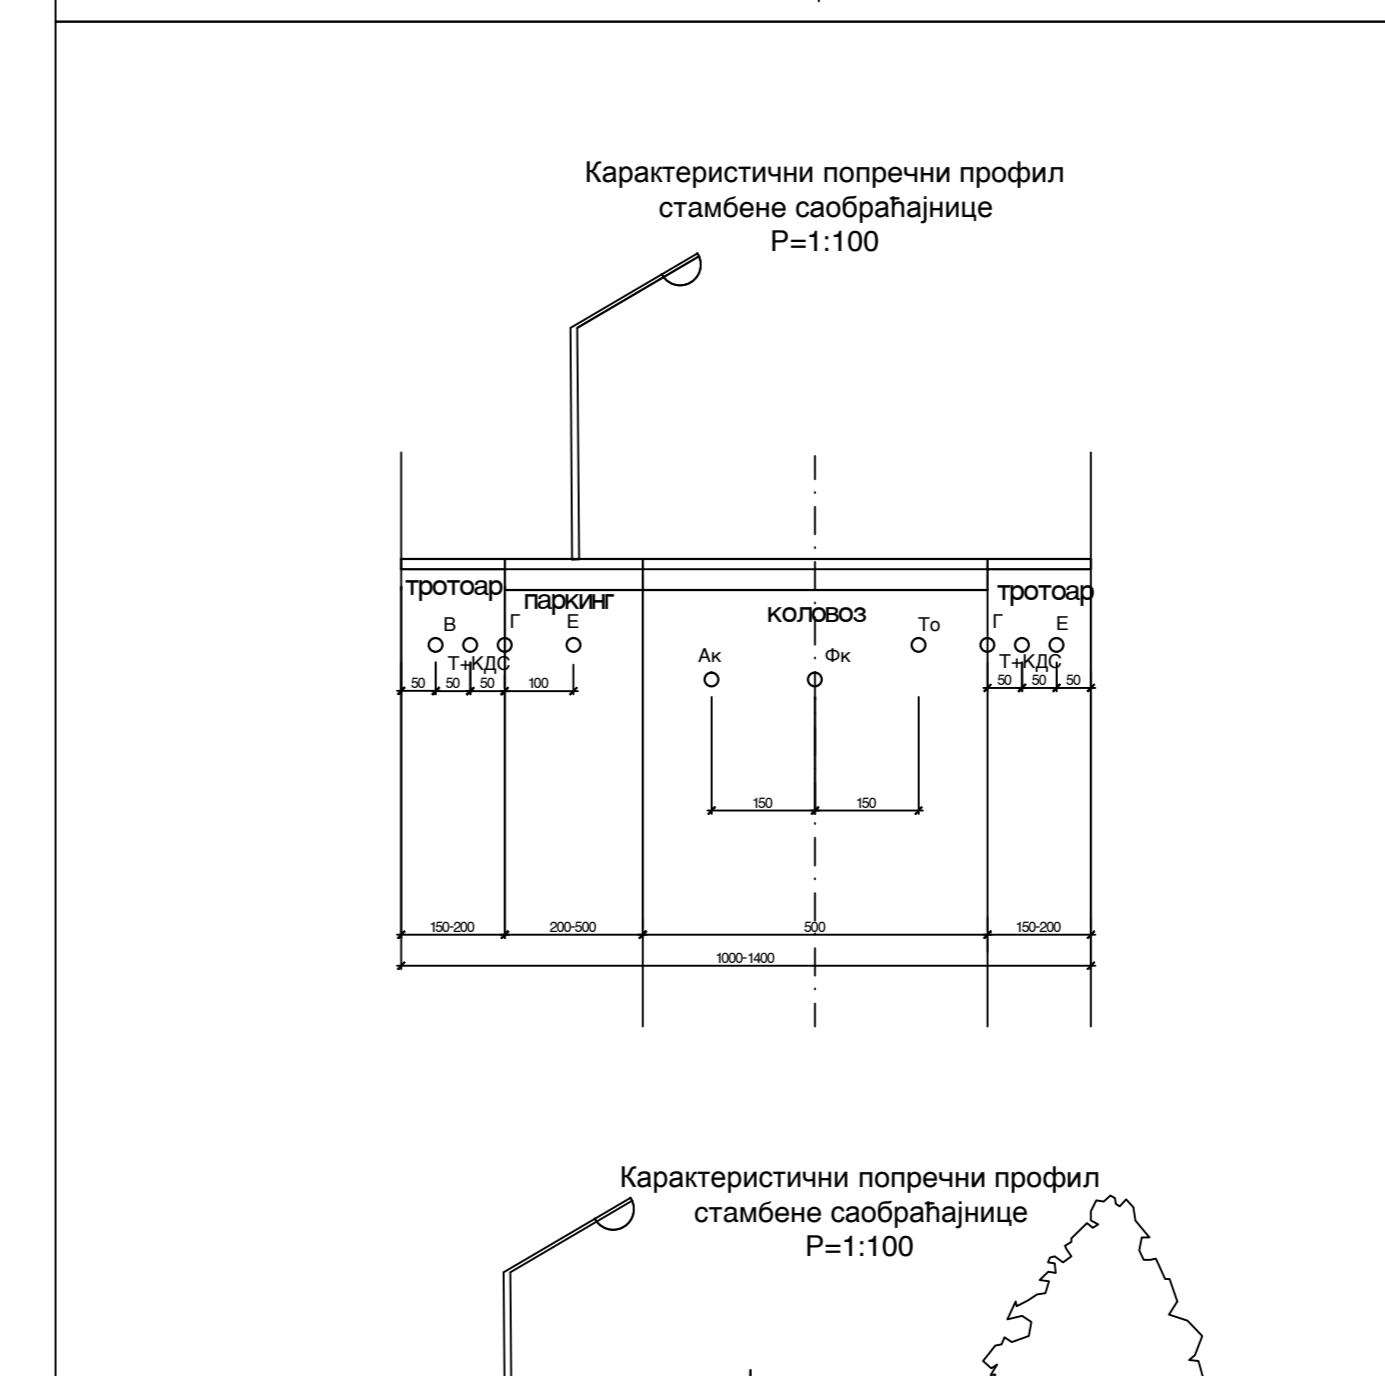 Карактеристични попречни профил
стамбене саобраћајнице
Р=1:100
тротоар
паркинг
коловоз
тротоар
В
Г
Е
То
Г
Е
Т+КДС
Ак
Фк
Т+КДС
50
50
50
100
50
50
50
150
150
150-200
200-500
500
150-200
1000-1400
Карактеристични попречни профил
стамбене саобраћајнице
Р=1:100